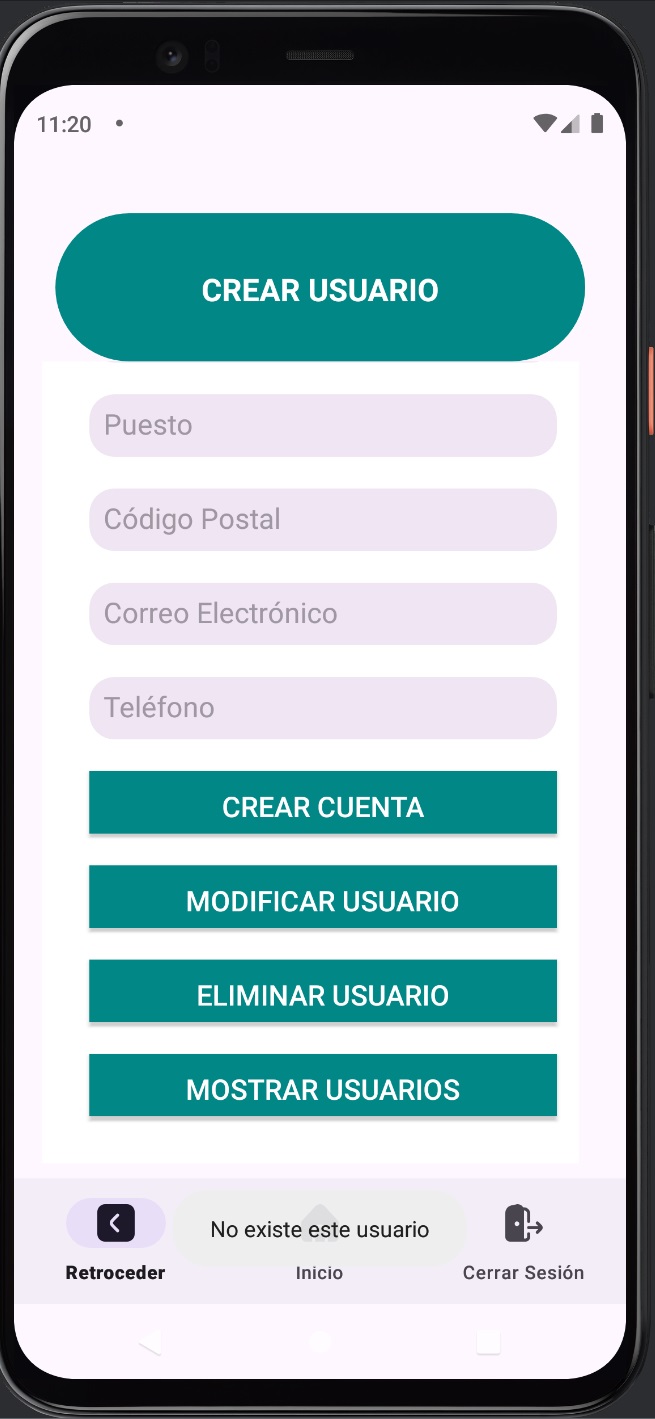 11:20
CREAR USUARIO
Puesto
Código Postal
Correo Electrónico
Teléfono
CREAR CUENTA
MODIFICAR USUARIO
ELIMINAR USUARIO
MOSTRAR USUARIOS
No existe este usuario
Retroceder
Inicio
Cerrar Sesión